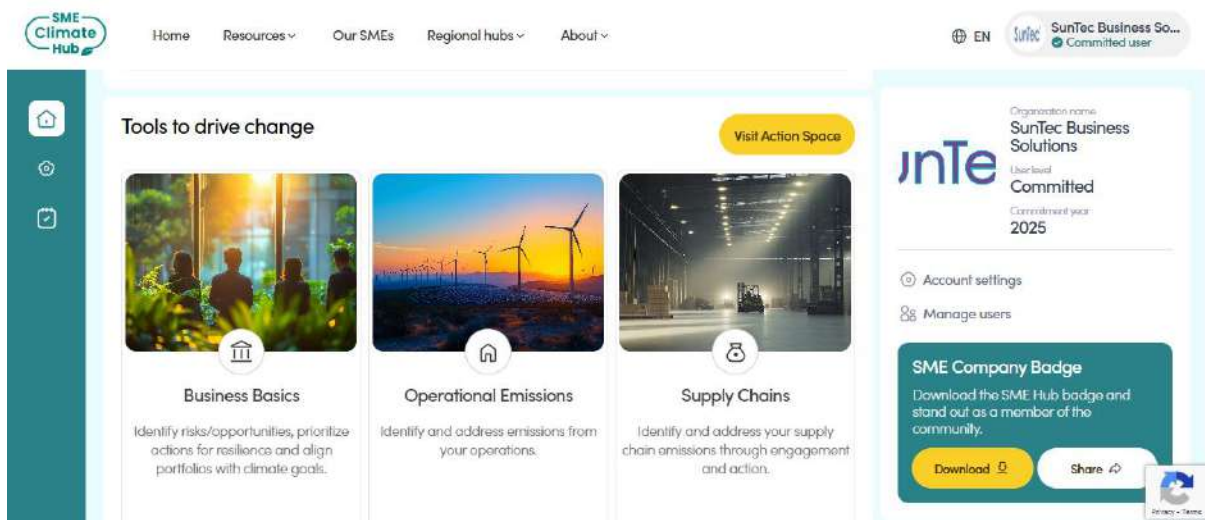 SME
Climate
Hub
Home
Resources
Our SMEs
Regional hubs
About
EN
SunTec
SunTec Business So...
Committed user
Tools to drive change
Visit Action Space
Business Basics
Identify risks/opportunities, prioritize
actions for resilience and align
portfolios with climate goals.
Operational Emissions
Identify and address emissions from
your operations.
Supply Chains
Identify and address your supply
chain emissions through engagement
and action.
unTe
Organization name
SunTec Business
Solutions
User level
Committed
Commitment year
2025
Account settings
Manage users
SME Company Badge
Download the SME Hub badge and
stand out as a member of the
community.
Download
Share
Privacy - Terms